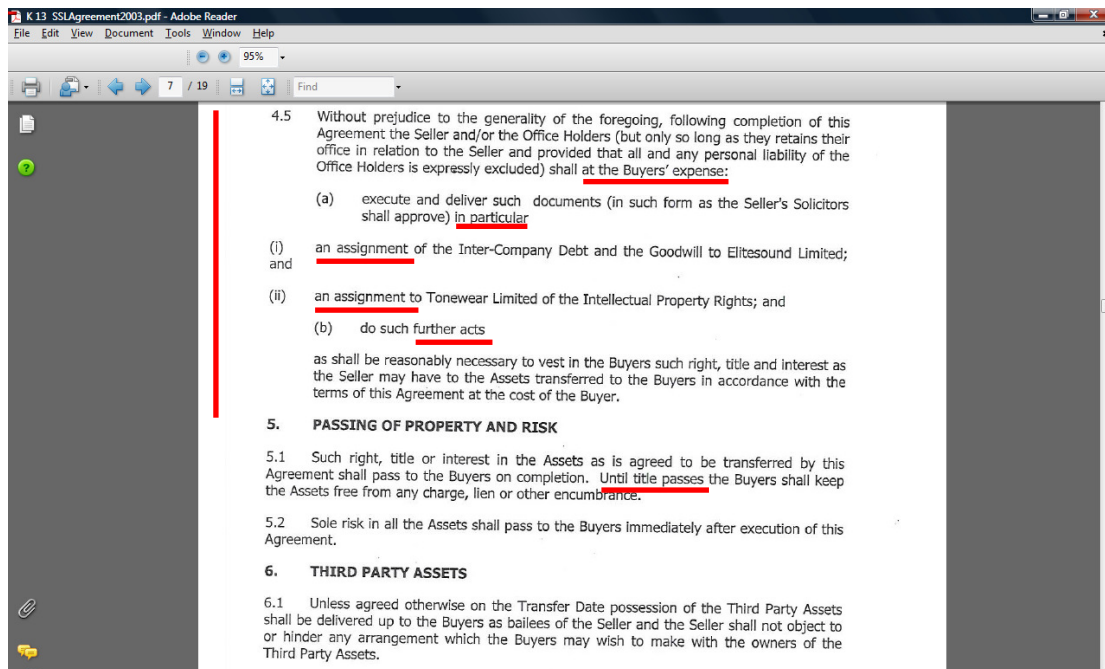 K 13 SSLAgreement2003.pdf - Adobe Reader
File Edit View Document Tools Window Help
95%
7 / 19
Find
4.5 Without prejudice to the generality of the foregoing, following completion of this
Agreement the Seller and/or the Office Holders (but only so long as they retains their
office in relation to the Seller and provided that all and any personal liability of the
Office Holders is expressly excluded) shall at the Buyers' expense:
(a) execute and deliver such documents (in such form as the Seller's Solicitors
shall approve) in particular
(i) an assignment of the Inter-Company Debt and the Goodwill to Elitesound Limited;
and
(ii) an assignment to Tonewear Limited of the Intellectual Property Rights; and
(b) do such further acts
as shall be reasonably necessary to vest in the Buyers such right, title and interest as
the Seller may have to the Assets transferred to the Buyers in accordance with the
terms of this Agreement at the cost of the Buyer.
5. PASSING OF PROPERTY AND RISK
5.1 Such right, title or interest in the Assets as is agreed to be transferred by this
Agreement shall pass to the Buyers on completion. Until title passes the Buyers shall keep
the Assets free from any charge, lien or other encumbrance.
5.2 Sole risk in all the Assets shall pass to the Buyers immediately after execution of this
Agreement.
6. THIRD PARTY ASSETS
6.1 Unless agreed otherwise on the Transfer Date possession of the Third Party Assets
shall be delivered up to the Buyers as bailees of the Seller and the Seller shall not object to
or hinder any arrangement which the Buyers may wish to make with the owners of the
Third Party Assets.